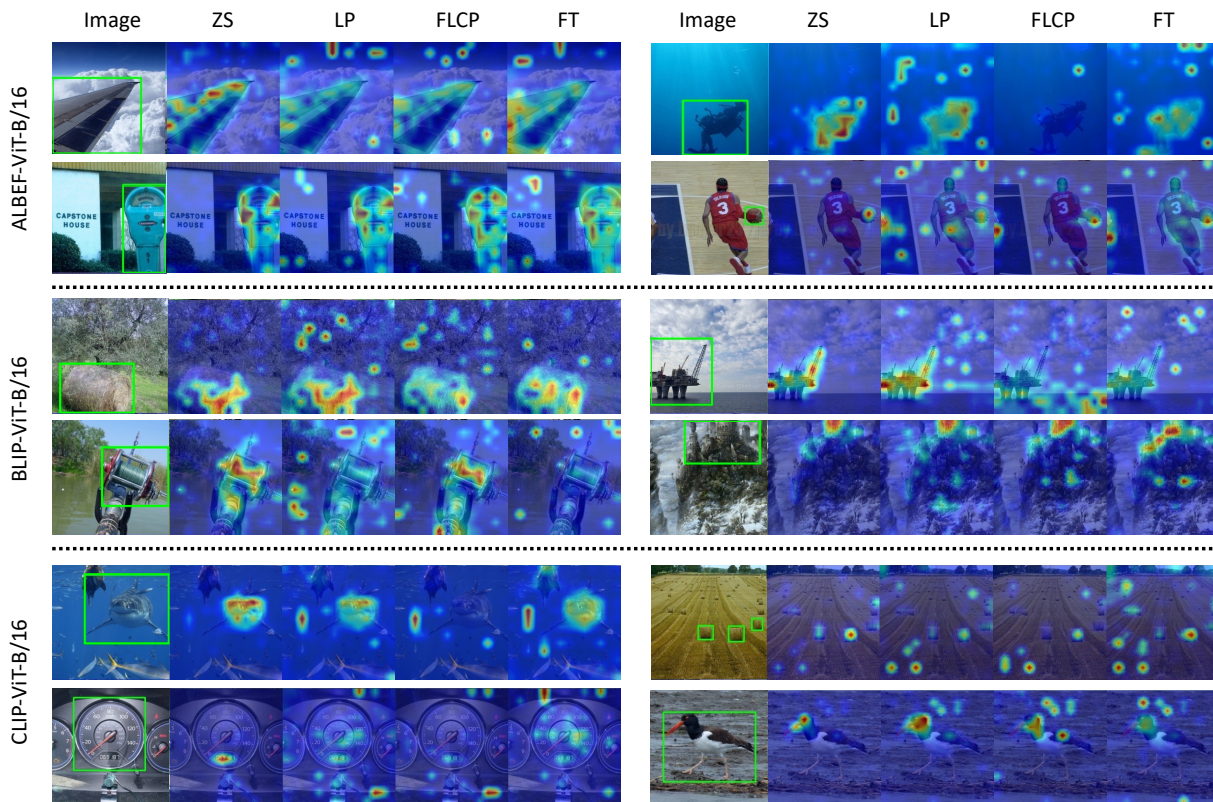 Image ZS LP FLCP FT Image ZS LP FLCP FT
ALBEF-ViT-B/16
CAPSTONE
HOUSE
CAPSTONE
HOUSE
CAPSTONE
HOUSE
CAPSTONE
HOUSE
CAPSTONE
HOUSE
3 3 3 3 3
BLIP-ViT-B/16
CLIP-ViT-B/16